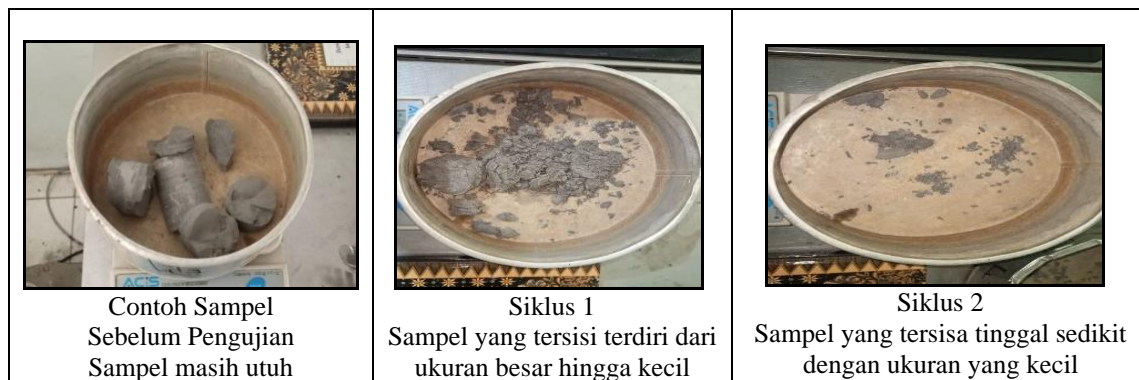 ACiS
Contoh Sampel
Sebelum Pengujian
Sampel masih utuh
Siklus 1
Sampel yang tersisi terdiri dari
ukuran besar hingga kecil
Siklus 2
Sampel yang tersisa tinggal sedikit
dengan ukuran yang kecil